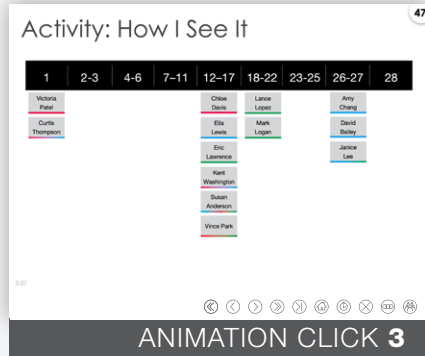 47
Activity: How I See It
1 2-3 4-6 7–11 12–17 18-22 23-25 26-27 28
Victoria
Patel
Curtis
Thompson
Chloe
Davis
Ella
Lewis
Eric
Lawrence
Kent
Washington
Susan
Anderson
Vince Park
Lance
Lopez
Mark
Logan
Amy
Chang
David
Bailey
Janice
Lee
ANIMATION CLICK 3